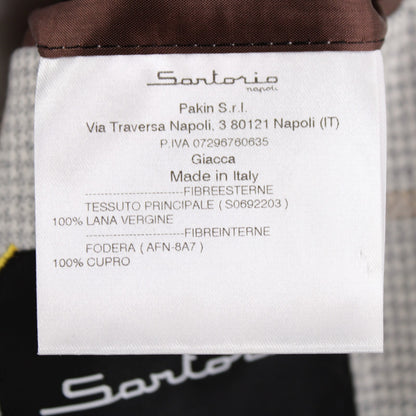 Sartorio
napoli
Pakin S.r.l.
Via Traversa Napoli, 3 80121 Napoli (IT)
P.IVA 07296760635
Giacca
Made in Italy
--------------------------FIBREESTERNE
TESSUTO PRINCIPALE ( S0692203 )
100% LANA VERGINE
--------------------------FIBREINTERNE
FODERA ( AFN-8A7 )
100% CUPRO
Sartorio